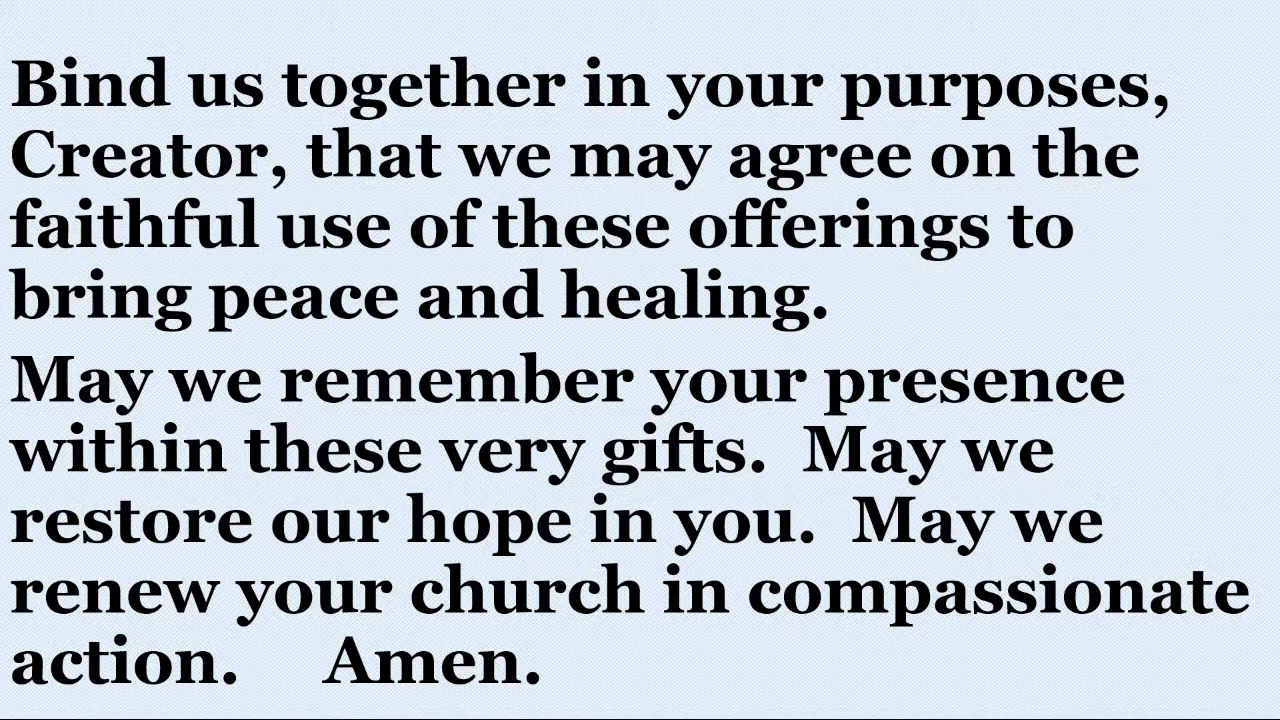 Bind us together in your purposes,
Creator, that we may agree on the
faithful use of these offerings to
bring peace and healing.
May we remember your presence
within these very gifts.  May we
restore our hope in you.  May we
renew your church in compassionate
action.     Amen.